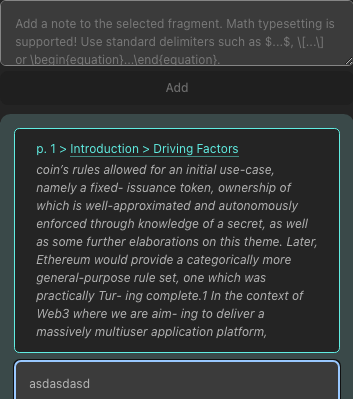 Add a note to the selected fragment. Math typesetting is
supported! Use standard delimiters such as $...$, \[...\]
or \begin{equation}...\end{equation}.
Add
p. 1 > Introduction > Driving Factors
coin's rules allowed for an initial use-case,
namely a fixed- issuance token, ownership of
which is well-approximated and autonomously
enforced through knowledge of a secret, as well
as some further elaborations on this theme. Later,
Ethereum would provide a categorically more
general-purpose rule set, one which was
practically Tur- ing complete.1 In the context of
Web3 where we are aim- ing to deliver a
massively multiuser application platform,
asdasdasd